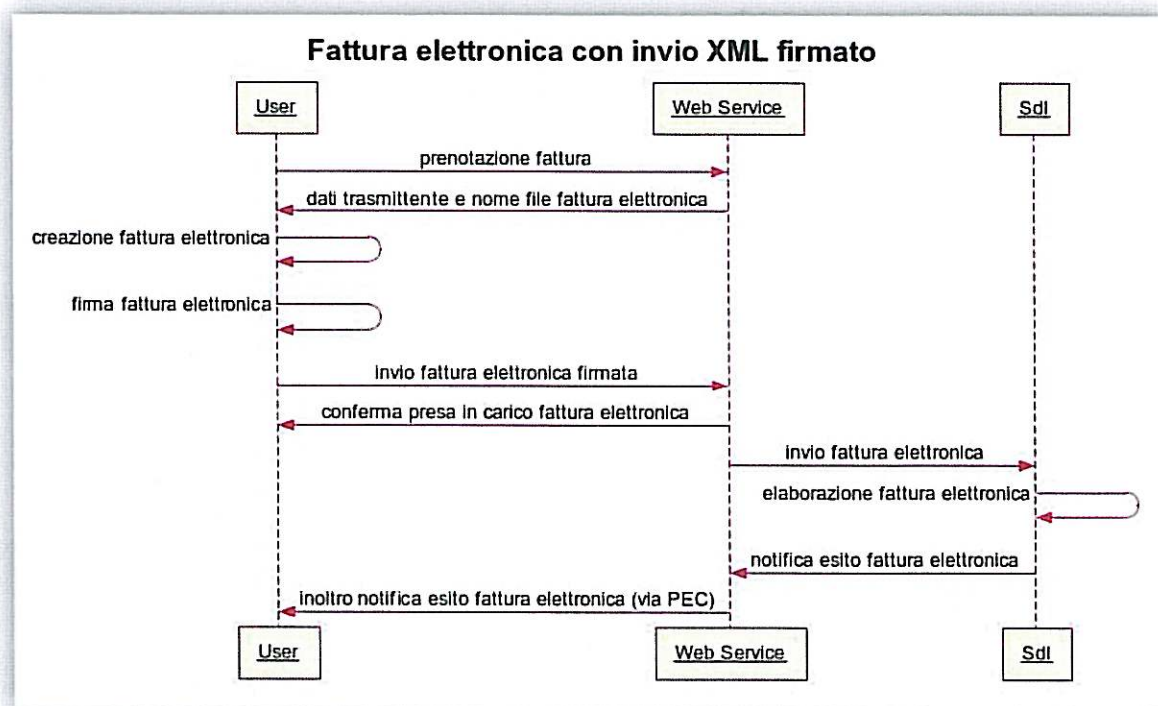 Fattura elettronica con invio XML firmato
User
Web Service
SdI
prenotazione fattura
dati trasmittente e nome file fattura elettronica
creazione fattura elettronica
firma fattura elettronica
invio fattura elettronica firmata
conferma presa in carico fattura elettronica
invio fattura elettronica
elaborazione fattura elettronica
notifica esito fattura elettronica
inoltro notifica esito fattura elettronica (via PEC)
User
Web Service
SdI